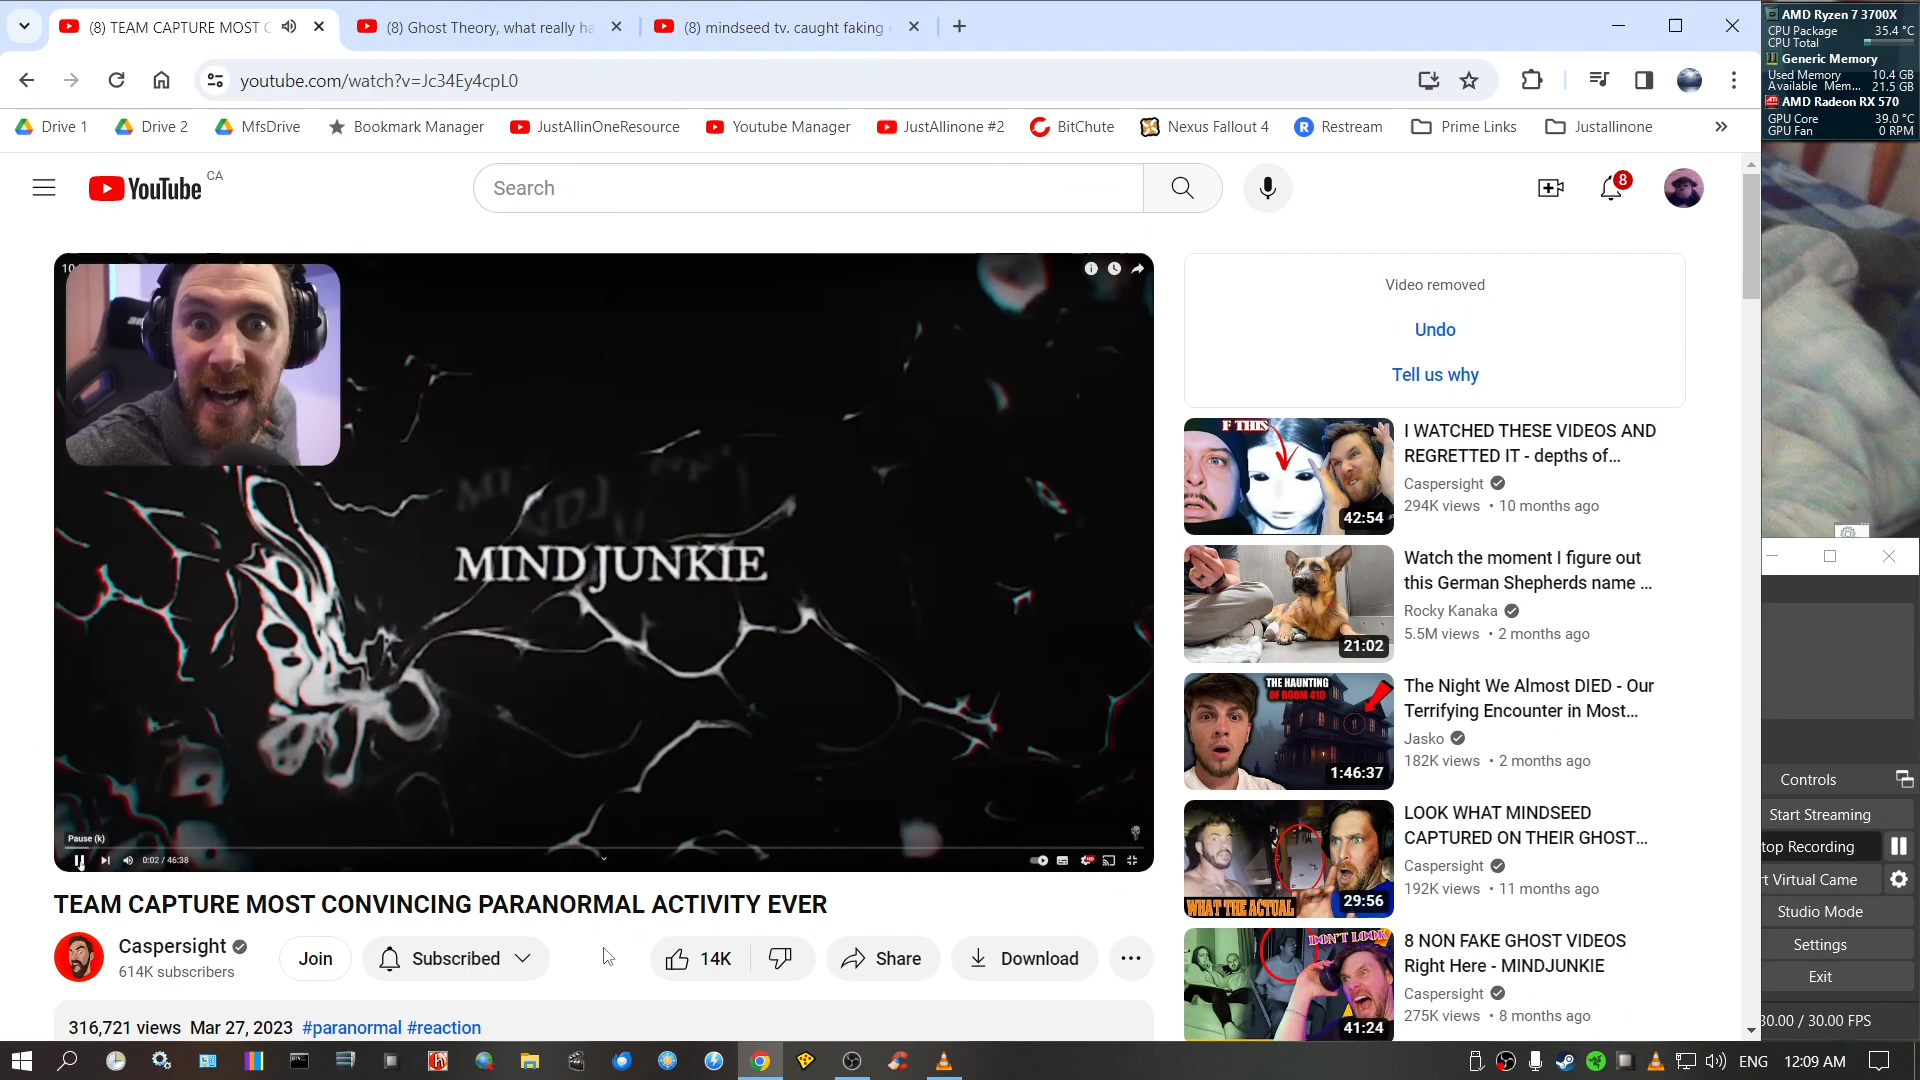 (8) TEAM CAPTURE MOST C
(8) Ghost Theory, what really ha
(8) mindseed tv. caught faking
youtube.com/watch?v=Jc34Ey4cpL0
Drive 1
Drive 2
MfsDrive
Bookmark Manager
JustAllinOneResource
Youtube Manager
JustAllinone #2
BitChute
Nexus Fallout 4
Restream
Prime Links
Justallinone
AMD Ryzen 7 3700X
CPU Package 35.4 °C
CPU Total
Generic Memory
Used Memory 10.4 GB
Available Mem... 21.5 GB
AMD Radeon RX 570
GPU Core 39.0 °C
GPU Fan 0 RPM
YouTube CA
Search
8
10
MINDJUNKIE
Pause (k)
0:02 / 46:38
TEAM CAPTURE MOST CONVINCING PARANORMAL ACTIVITY EVER
Caspersight
614K subscribers
Join
Subscribed
14K
Share
Download
316,721 views Mar 27, 2023 #paranormal #reaction
Video removed
Undo
Tell us why
F THIS
42:54
I WATCHED THESE VIDEOS AND
REGRETTED IT - depths of...
Caspersight
294K views • 10 months ago
21:02
Watch the moment I figure out
this German Shepherds name ...
Rocky Kanaka
5.5M views • 2 months ago
THE HAUNTING
OF ROOM 410
1:46:37
The Night We Almost DIED - Our
Terrifying Encounter in Most...
Jasko
182K views • 2 months ago
WHAT THE ACTUAL
29:56
LOOK WHAT MINDSEED
CAPTURED ON THEIR GHOST...
Caspersight
192K views • 11 months ago
DON'T LOOK
41:24
8 NON FAKE GHOST VIDEOS
Right Here - MINDJUNKIE
Caspersight
275K views • 8 months ago
Controls
Start Streaming
top Recording
t Virtual Came
Studio Mode
Settings
Exit
30.00 / 30.00 FPS
ENG
12:09 AM